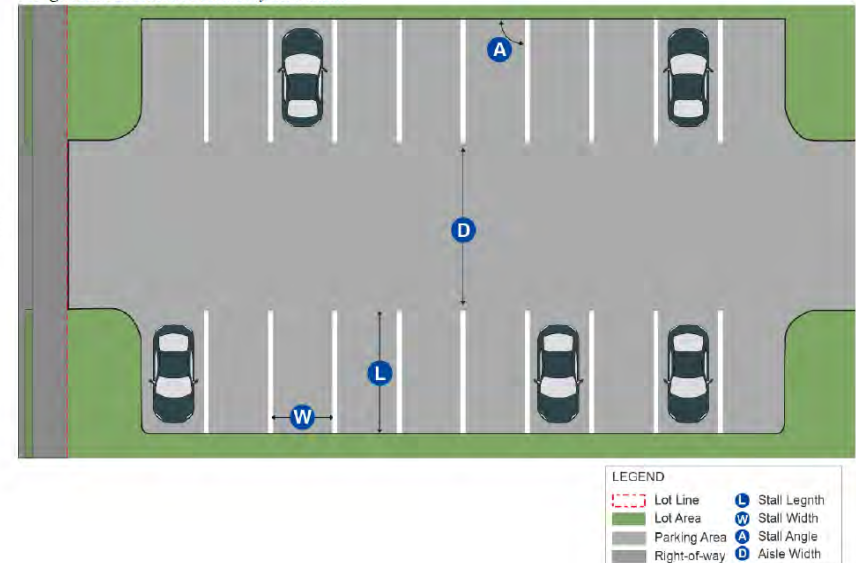 A
D
L
W
LEGEND
Lot Line L Stall Legnth
Lot Area W Stall Width
Parking Area A Stall Angle
Right-of-way D Aisle Width